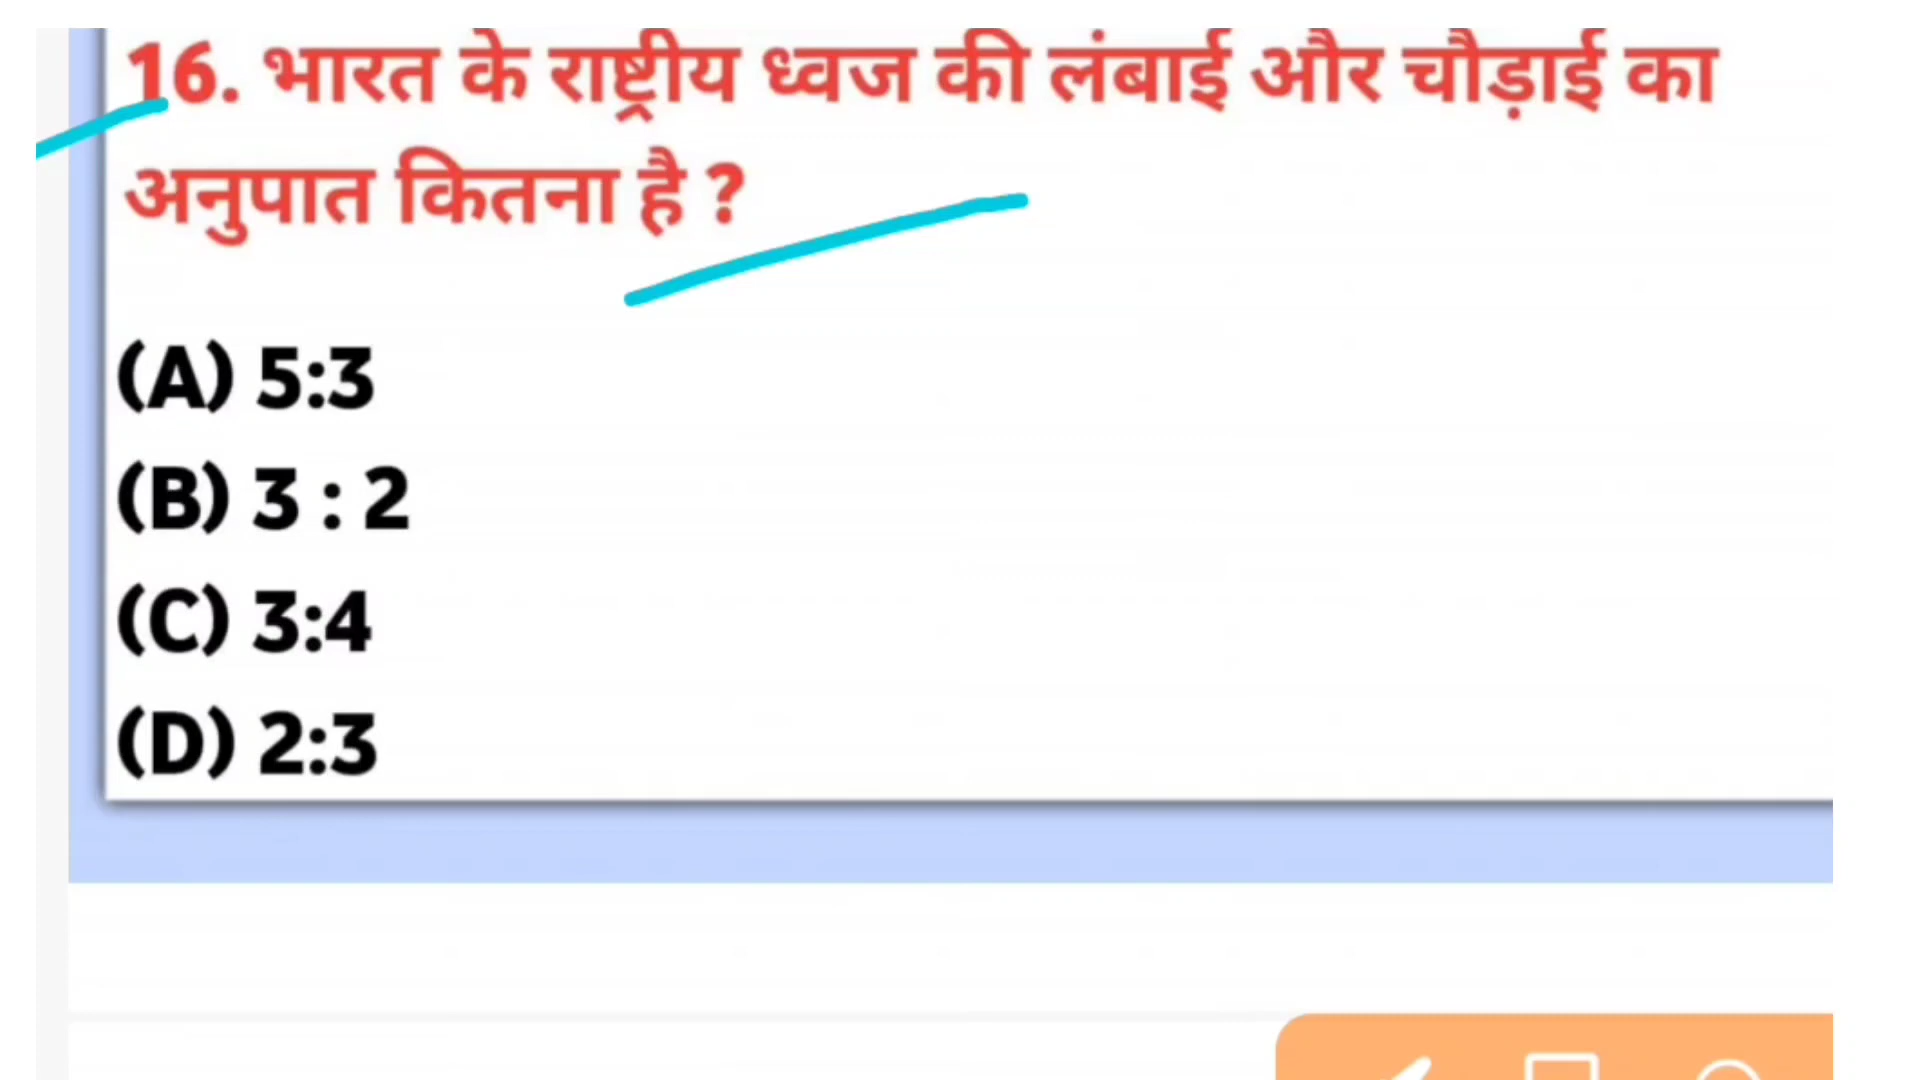 16. भारत के राष्ट्रीय ध्वज की लंबाई और चौड़ाई का
अनुपात कितना है ?
(A) 5:3
(B) 3 : 2
(C) 3:4
(D) 2:3